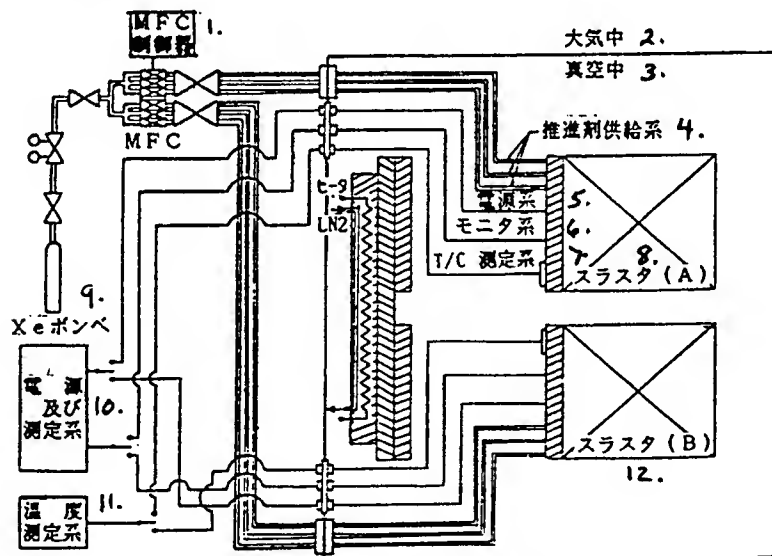 MFC
制御器 1.
大気中 2.
真空中 3.
MFC
推進剤供給系 4.
ヒータ
LN2
電源系 5.
モニタ系 6.
T/C 測定系 7.
8.
スラスタ(A)
9.
Xeボンベ
電源
及び 10.
測定系
スラスタ(B)
12.
温度 11.
測定系